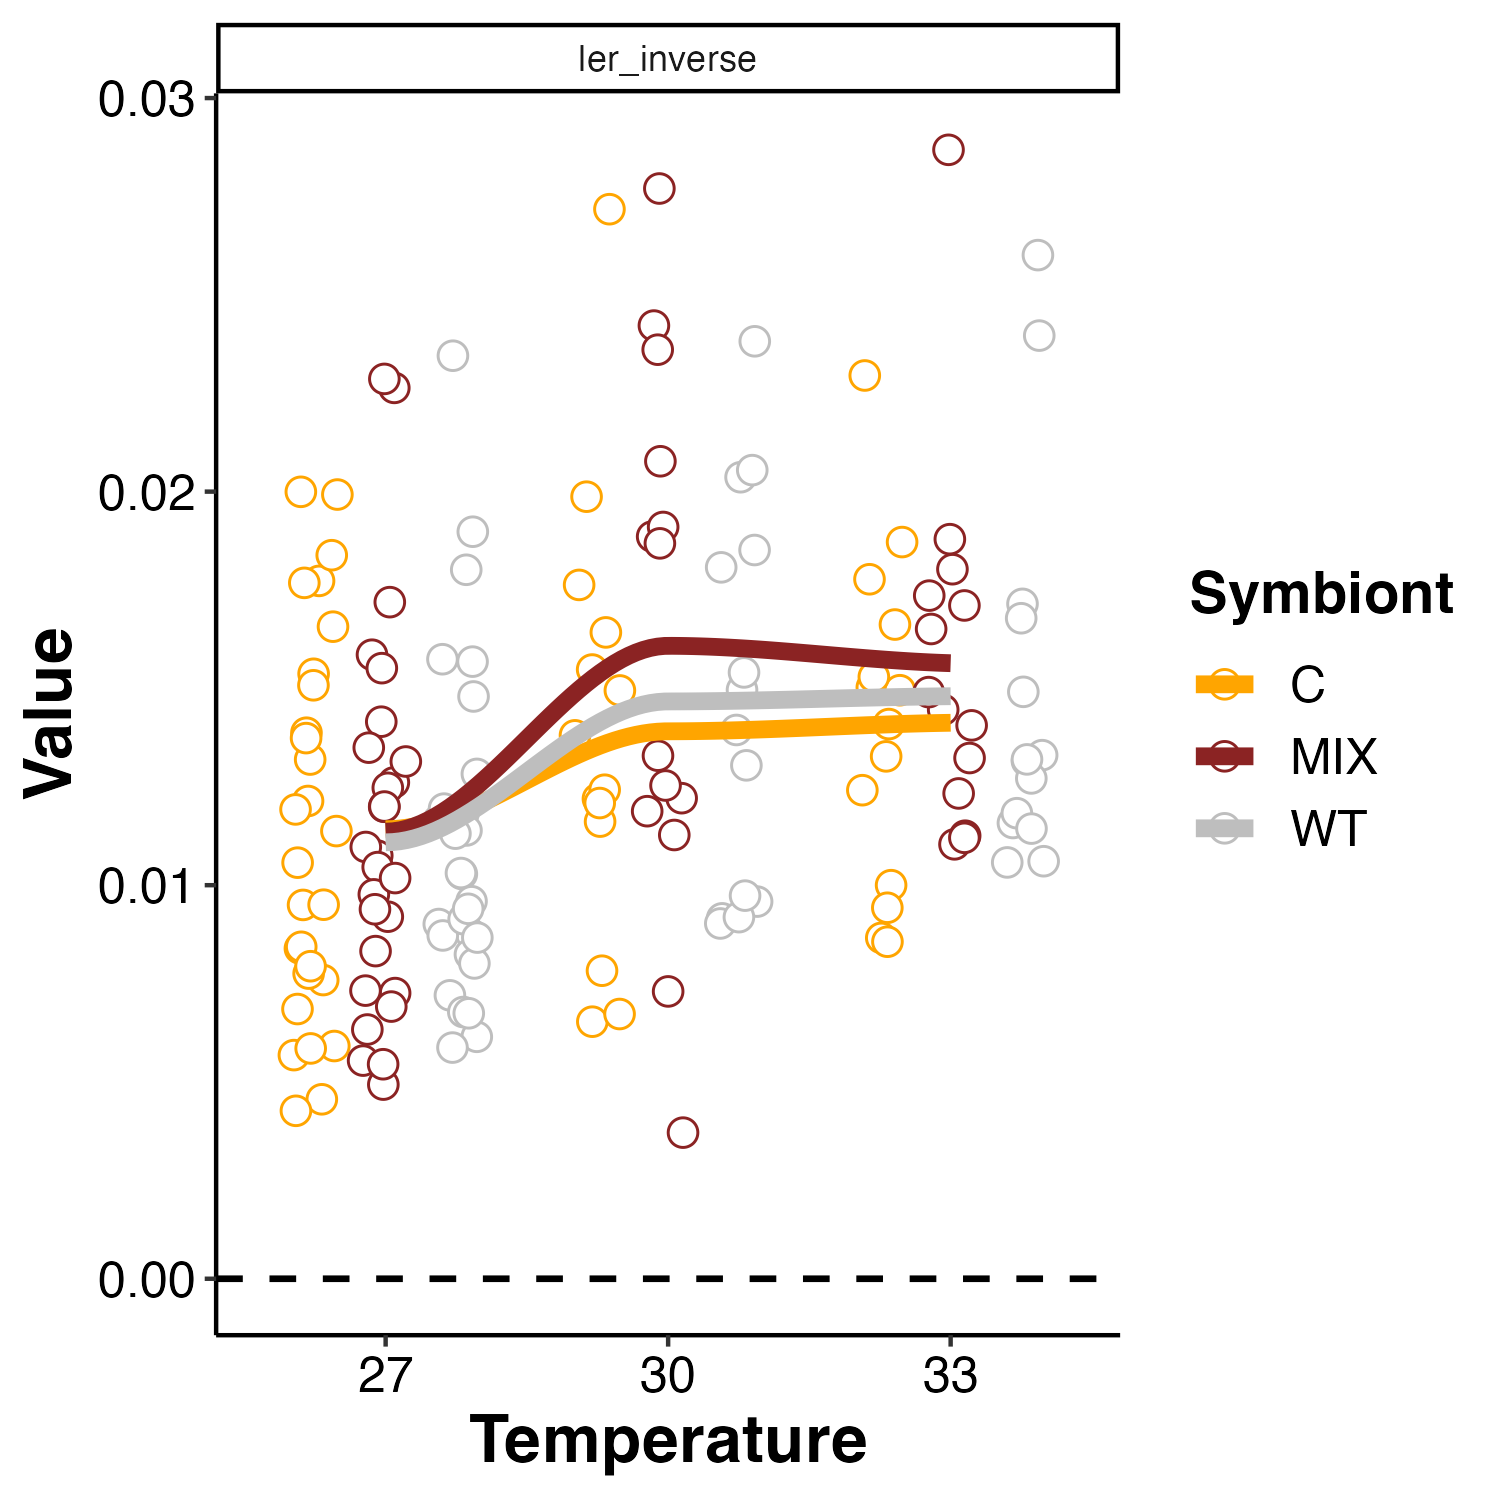 ler_inverse
0.03
0.02
0.01
0.00
Value
27 30 33
Temperature
Symbiont
C
MIX
WT